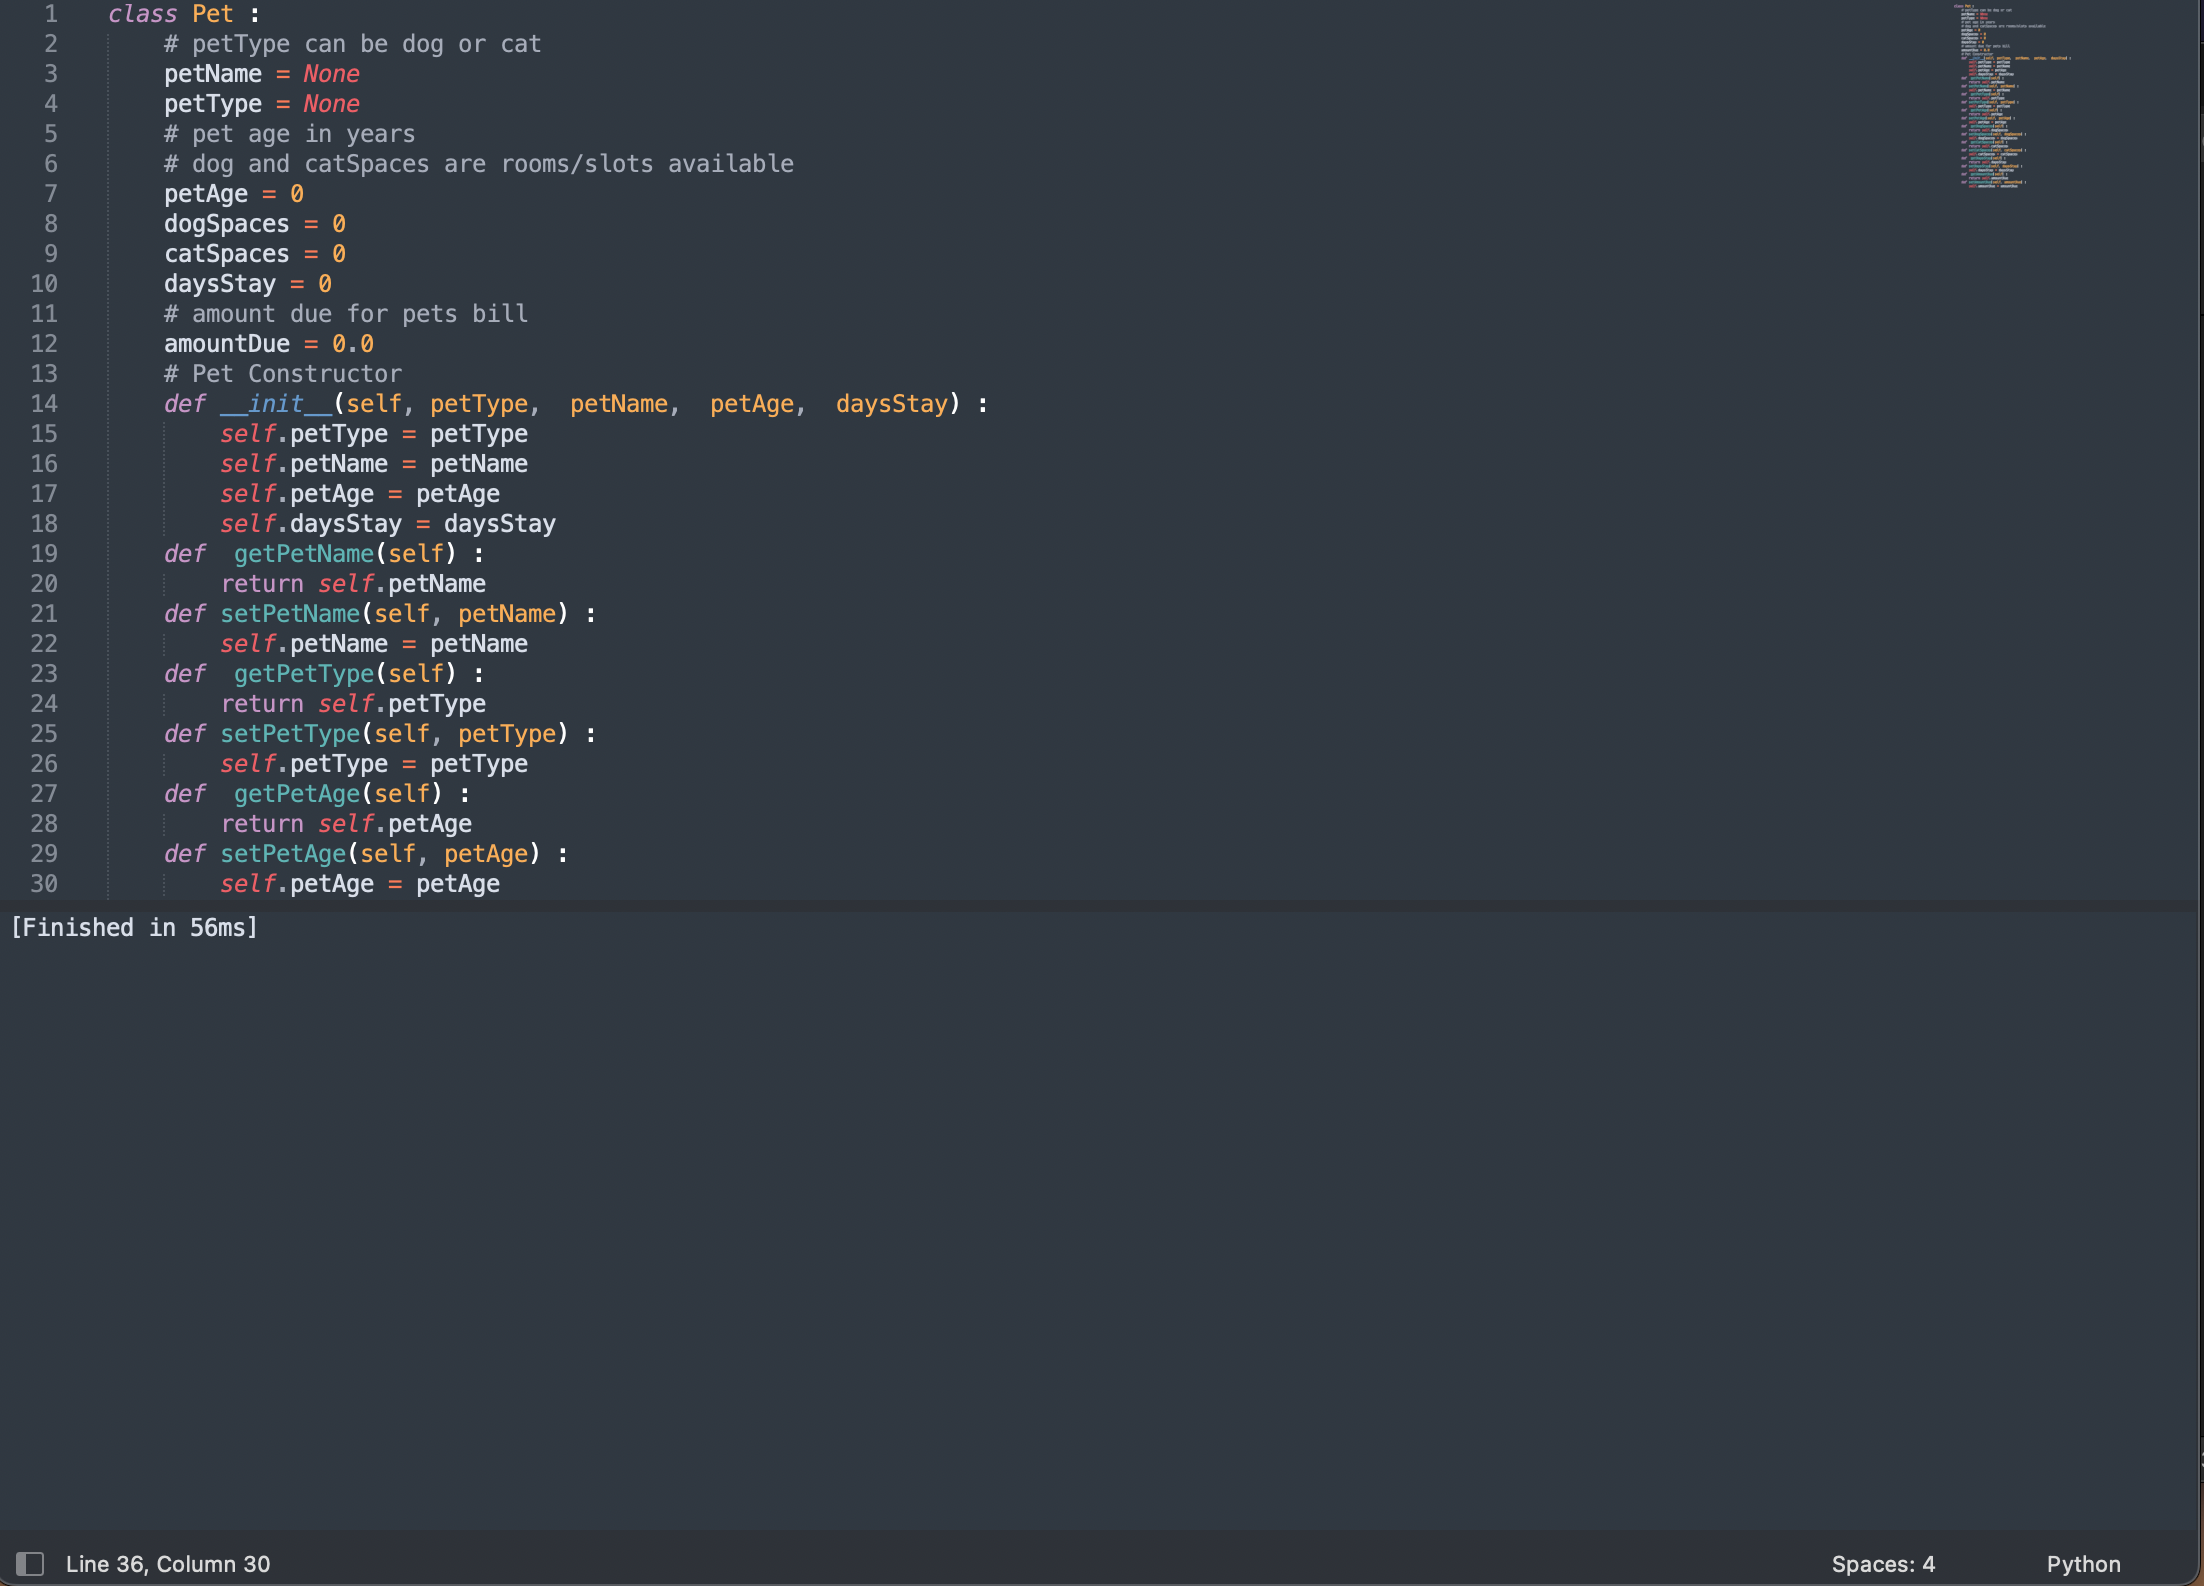 1 class Pet :
2 # petType can be dog or cat
3 petName = None
4 petType = None
5 # pet age in years
6 # dog and catSpaces are rooms/slots available
7 petAge = 0
8 dogSpaces = 0
9 catSpaces = 0
10 daysStay = 0
11 # amount due for pets bill
12 amountDue = 0.0
13 # Pet Constructor
14 def __init__(self, petType,  petName,  petAge,  daysStay) :
15 self.petType = petType
16 self.petName = petName
17 self.petAge = petAge
18 self.daysStay = daysStay
19 def  getPetName(self) :
20 return self.petName
21 def setPetName(self, petName) :
22 self.petName = petName
23 def  getPetType(self) :
24 return self.petType
25 def setPetType(self, petType) :
26 self.petType = petType
27 def  getPetAge(self) :
28 return self.petAge
29 def setPetAge(self, petAge) :
30 self.petAge = petAge
[Finished in 56ms]
Line 36, Column 30
Spaces: 4
Python